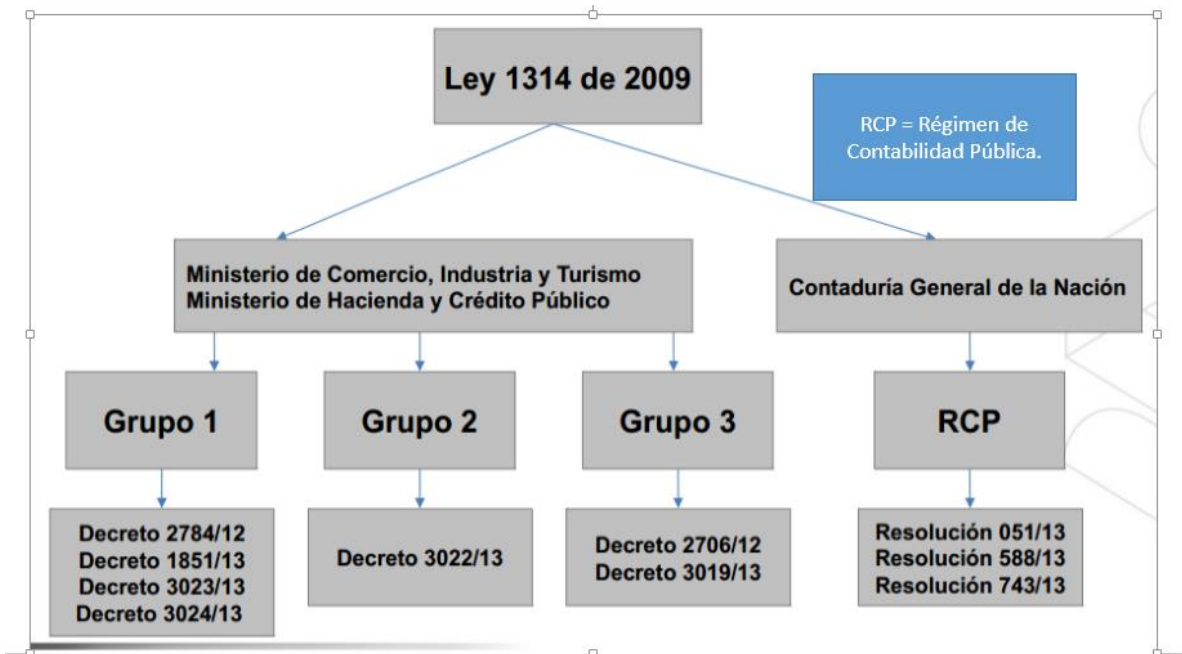 Ley 1314 de 2009
RCP = Régimen de
Contabilidad Pública.
Ministerio de Comercio, Industria y Turismo
Ministerio de Hacienda y Crédito Público
Contaduría General de la Nación
Grupo 1
Grupo 2
Grupo 3
RCP
Decreto 2784/12
Decreto 1851/13
Decreto 3023/13
Decreto 3024/13
Decreto 3022/13
Decreto 2706/12
Decreto 3019/13
Resolución 051/13
Resolución 588/13
Resolución 743/13